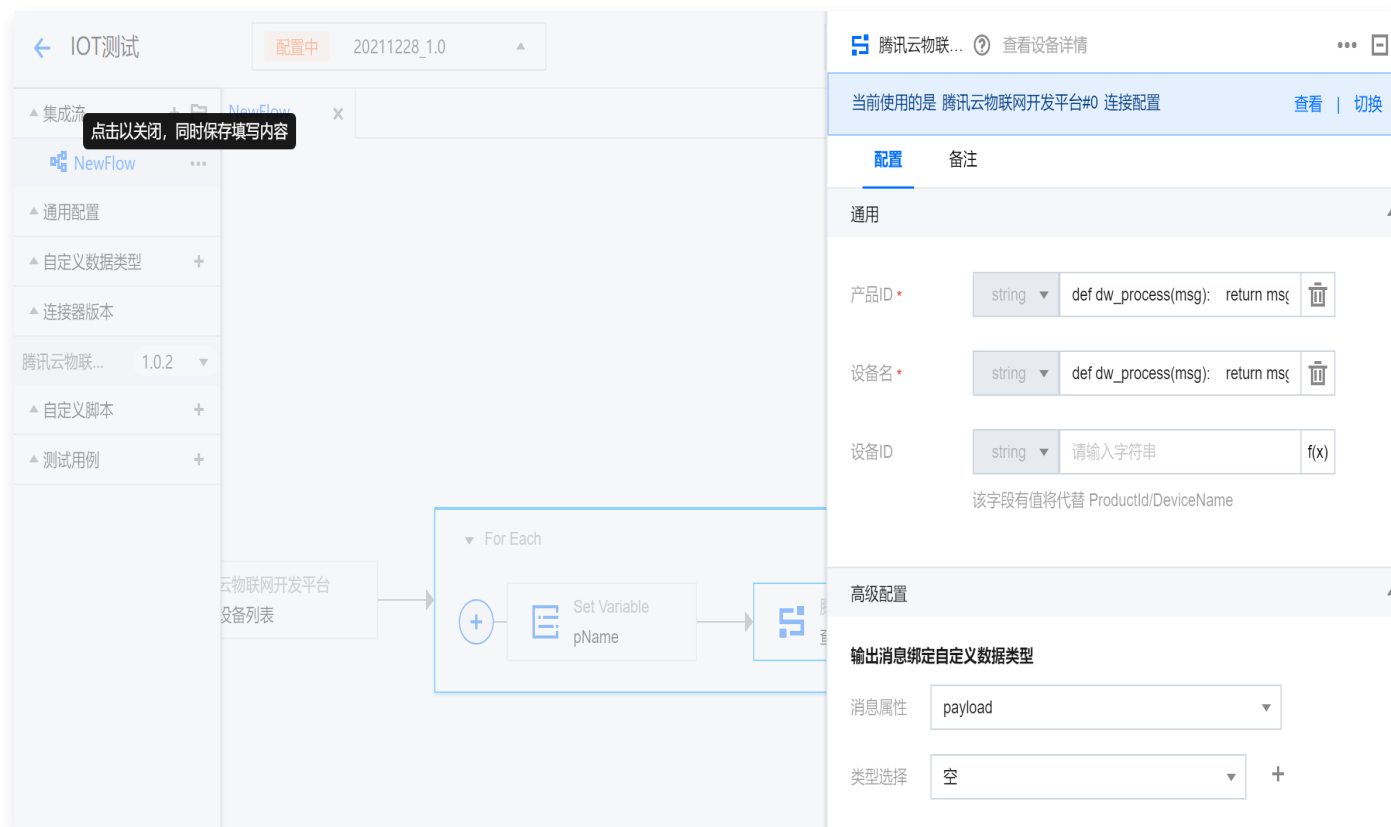 IOT测试
配置中 20211228_1.0
集成流
NewFlow
点击以关闭，同时保存填写内容
NewFlow
通用配置
自定义数据类型
连接器版本
腾讯云物联... 1.0.2
自定义脚本
测试用例
云物联网开发平台
设备列表
For Each
Set Variable
pName
腾讯云物联... 查看设备详情
当前使用的是 腾讯云物联网开发平台#0 连接配置 查看 | 切换
配置 备注
通用
产品ID * string def dw_process(msg): return msg
设备名 * string def dw_process(msg): return msg
设备ID string 请输入字符串 f(x)
该字段有值将代替 ProductId/DeviceName
高级配置
输出消息绑定自定义数据类型
消息属性 payload
类型选择 空